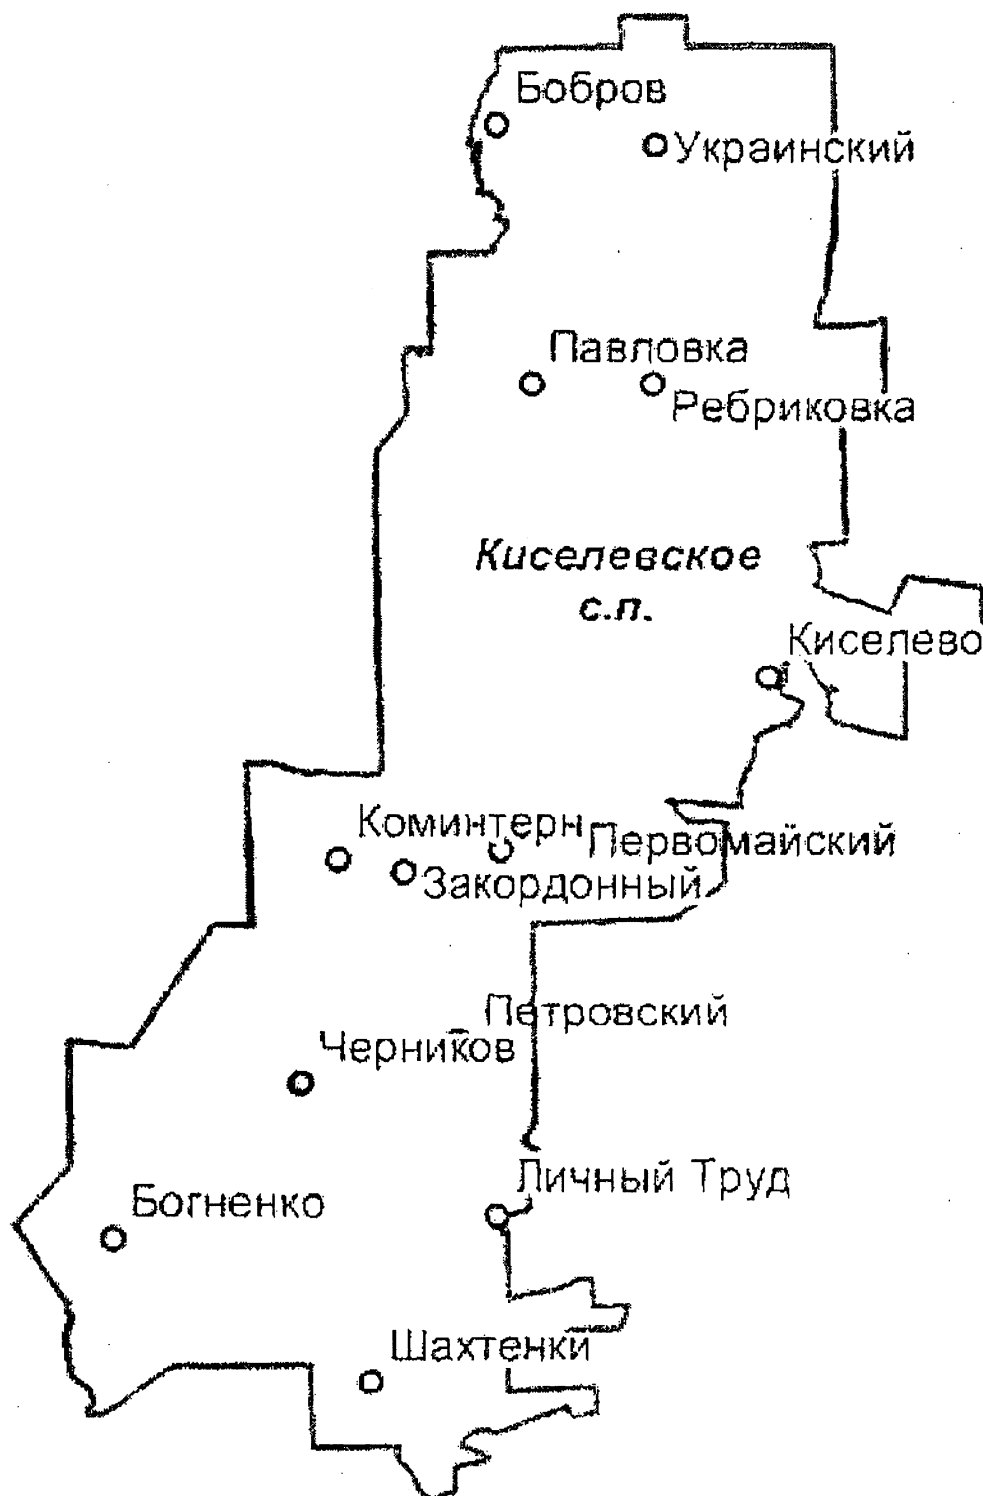 Бобров
Украинский
Павловка
Ребриковка
Киселевское
с.п.
Киселево
Коминтерн
Первомайский
Закордонный
Петровский
Черников
Личный Труд
Богненко
Шахтенки